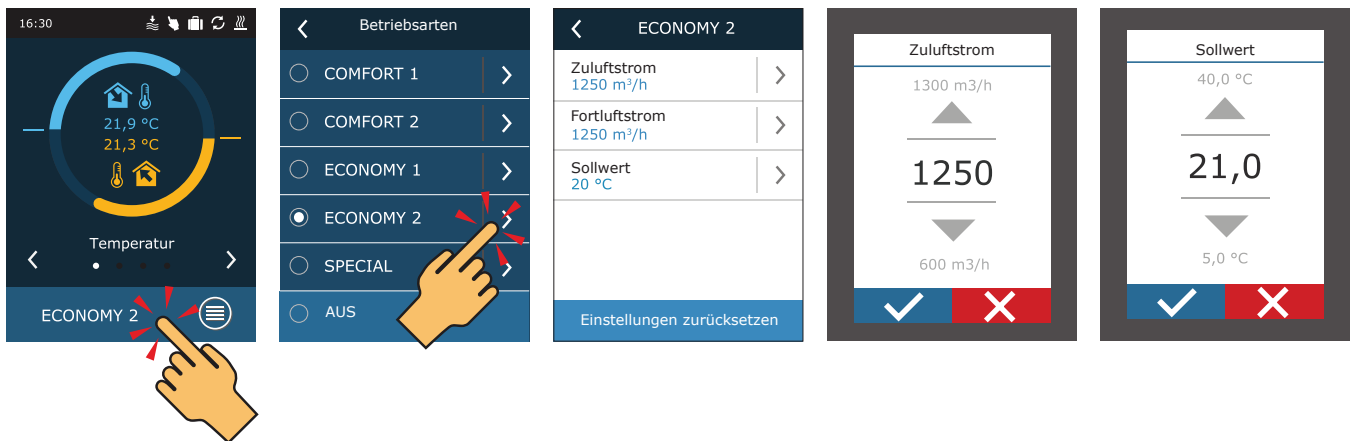 16:30
21,9 °C
21,3 °C
Temperatur
ECONOMY 2
Betriebsarten
COMFORT 1
COMFORT 2
ECONOMY 1
ECONOMY 2
SPECIAL
AUS
ECONOMY 2
Zuluftstrom
1250 m³/h
Fortluftstrom
1250 m³/h
Sollwert
20 °C
Einstellungen zurücksetzen
Zuluftstrom
1300 m3/h
1250
600 m3/h
Sollwert
40,0 °C
21,0
5,0 °C